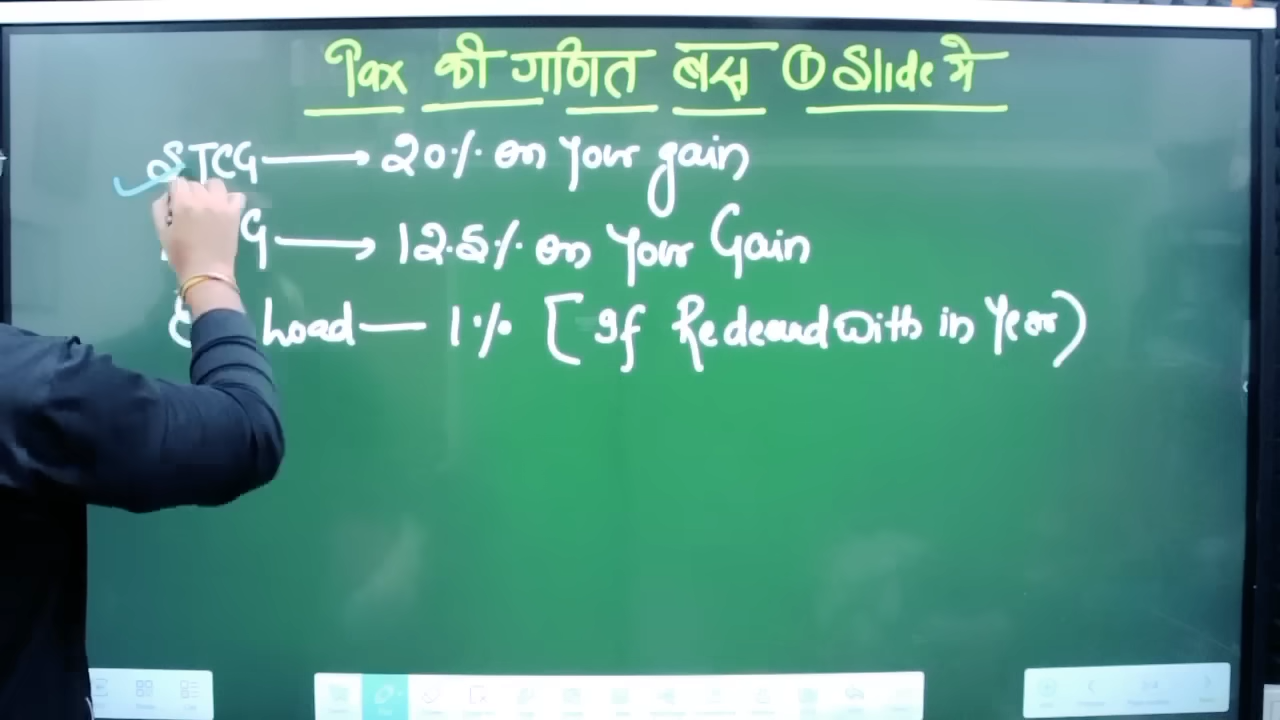 Tax की गणित बस ① Slide मे
STCG → 20% on your gain
G → 12.5% on Your Gain
load — 1% [If Redeemed with in Year)